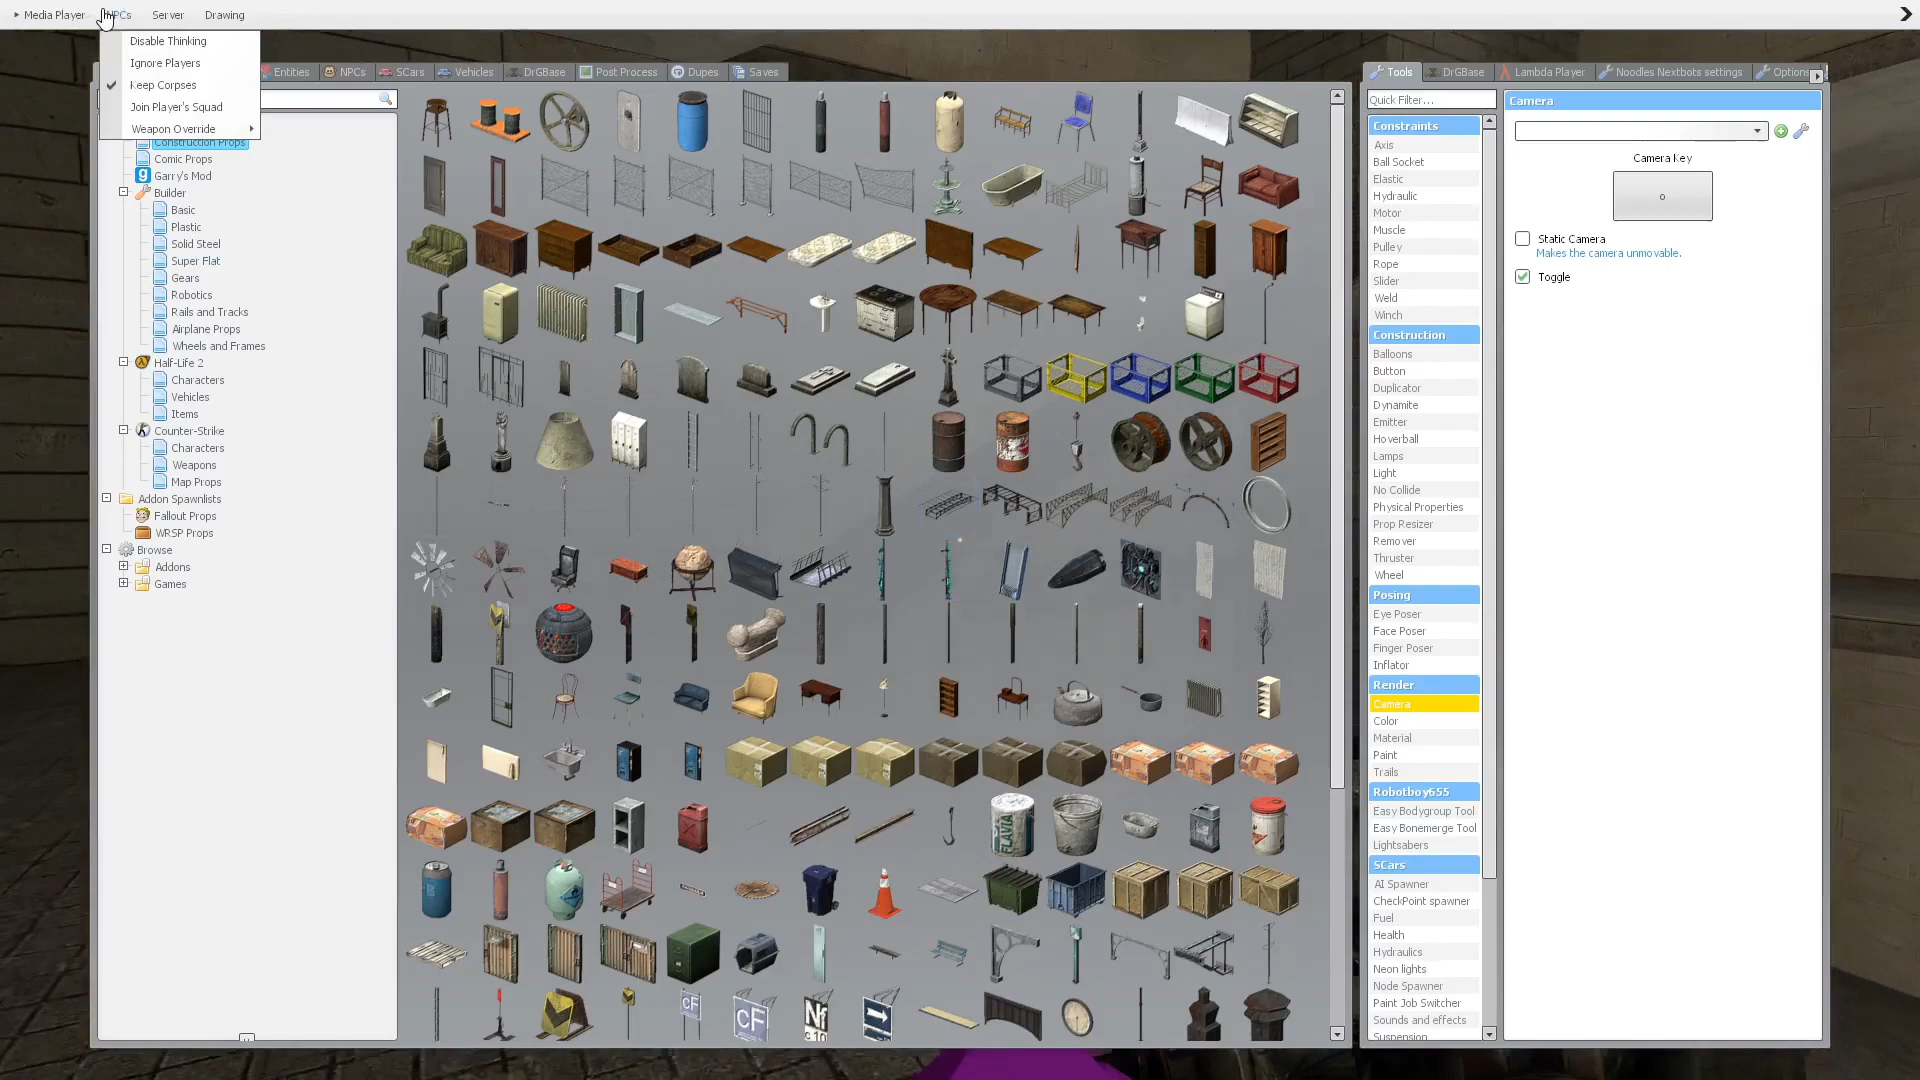 Media Player
NPCs
Server
Drawing
Disable Thinking
Ignore Players
Keep Corpses
Join Player's Squad
Weapon Override
Entities
NPCs
SCars
Vehicles
DrGBase
Post Process
Dupes
Saves
Construction Props
Comic Props
Garry's Mod
Builder
Basic
Plastic
Solid Steel
Super Flat
Gears
Robotics
Rails and Tracks
Airplane Props
Wheels and Frames
Half-Life 2
Characters
Vehicles
Items
Counter-Strike
Characters
Weapons
Map Props
Addon Spawnlists
Fallout Props
WRSP Props
Browse
Addons
Games
CF
CF
Nf
Tools
DrGBase
Lambda Player
Noodles Nextbots settings
Options
Quick Filter...
Constraints
Axis
Ball Socket
Elastic
Hydraulic
Motor
Muscle
Pulley
Rope
Slider
Weld
Winch
Construction
Balloons
Button
Duplicator
Dynamite
Emitter
Hoverball
Lamps
Light
No Collide
Physical Properties
Prop Resizer
Remover
Thruster
Wheel
Posing
Eye Poser
Face Poser
Finger Poser
Inflator
Render
Camera
Color
Material
Paint
Trails
Robotboy655
Easy Bodygroup Tool
Easy Bonemerge Tool
Lightsabers
SCars
AI Spawner
CheckPoint spawner
Fuel
Health
Hydraulics
Neon lights
Node Spawner
Paint Job Switcher
Sounds and effects
Suspension
Camera
Camera Key
0
Static Camera
Makes the camera unmovable.
Toggle